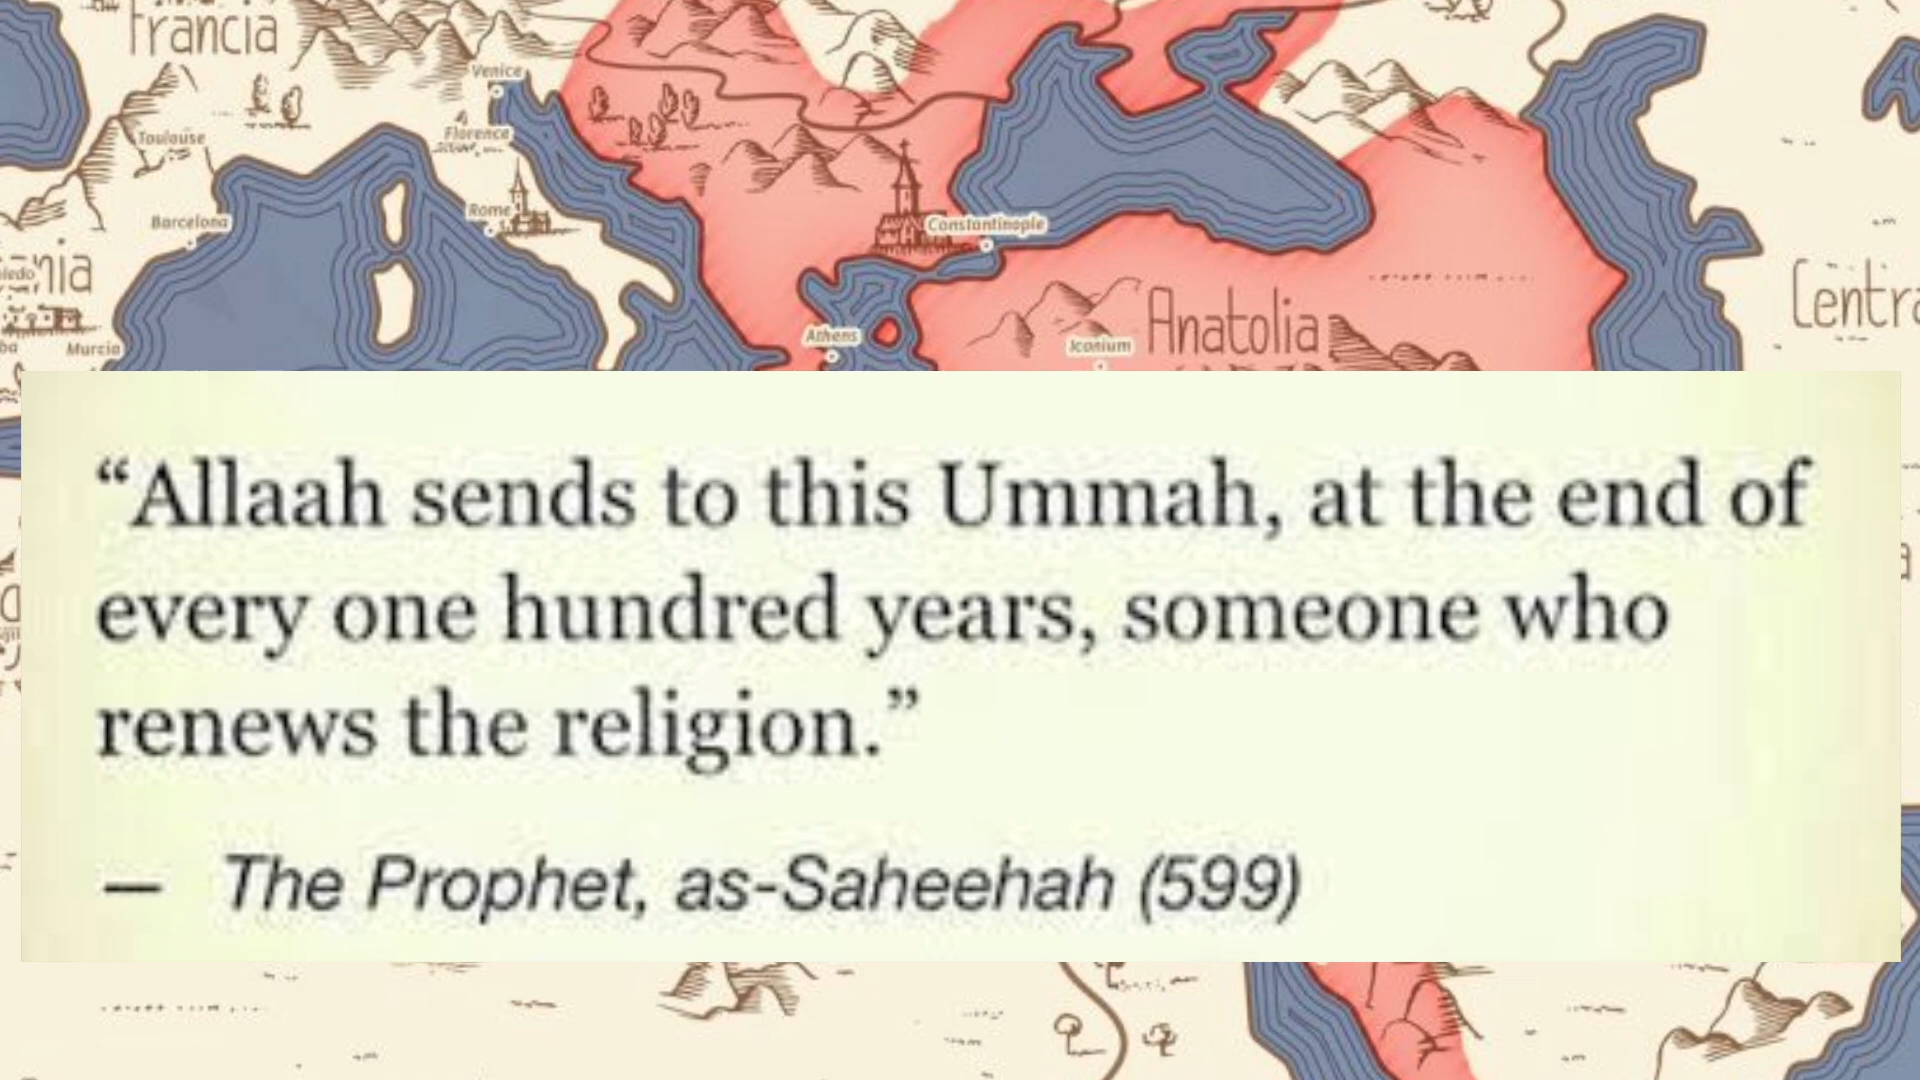 Francia
Venice
Toulouse
Florence
Barcelona
Rome
Constantinople
Murcia
Athens
Iconium
Anatolia
“Allaah sends to this Ummah, at the end of
every one hundred years, someone who
renews the religion.”
— The Prophet, as-Saheehah (599)